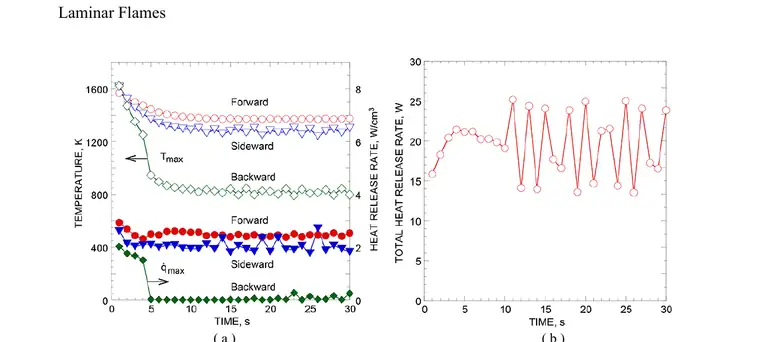 Laminar Flames
TEMPERATURE, K
1600
1200
800
400
0
Forward
Sideward
Tmax
Backward
Forward
Sideward
q̇max
Backward
8
6
4
2
0
HEAT RELEASE RATE, W/cm³
0 5 10 15 20 25 30
TIME, s
( a )
TOTAL HEAT RELEASE RATE, W
30
25
20
15
10
5
0
0 5 10 15 20 25 30
TIME, s
( b )